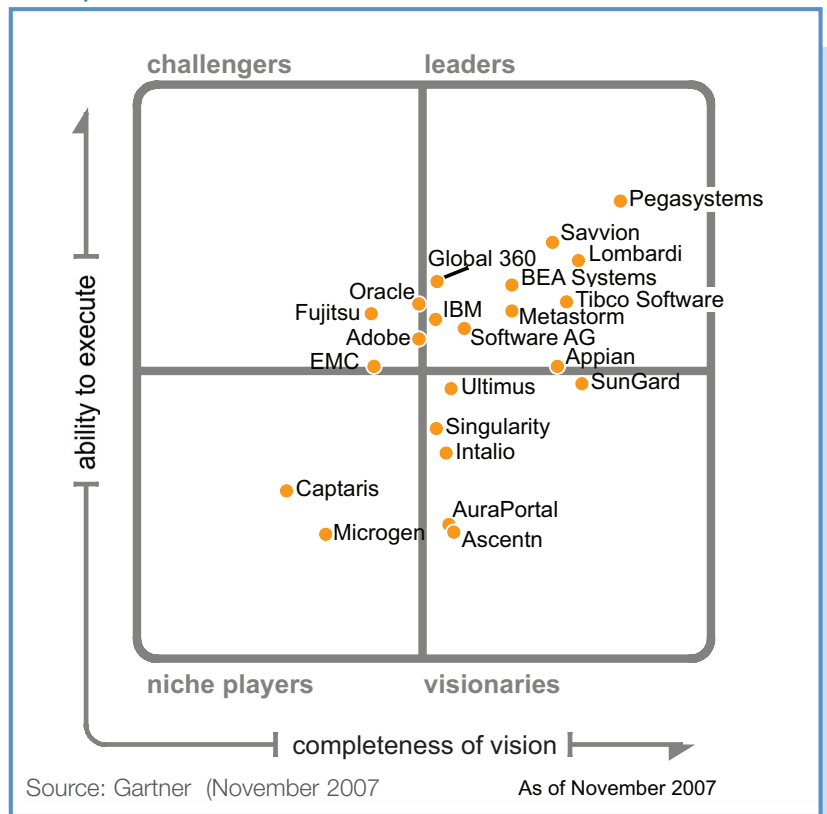 challengers
leaders
Pegasystems
Savvion
Lombardi
Global 360
BEA Systems
Oracle
Tibco Software
Fujitsu
IBM
Metastorm
Adobe
Software AG
EMC
Appian
SunGard
Ultimus
Singularity
Intalio
Captaris
AuraPortal
Microgen
Ascentn
ability to execute
niche players
visionaries
completeness of vision
Source: Gartner (November 2007
As of November 2007